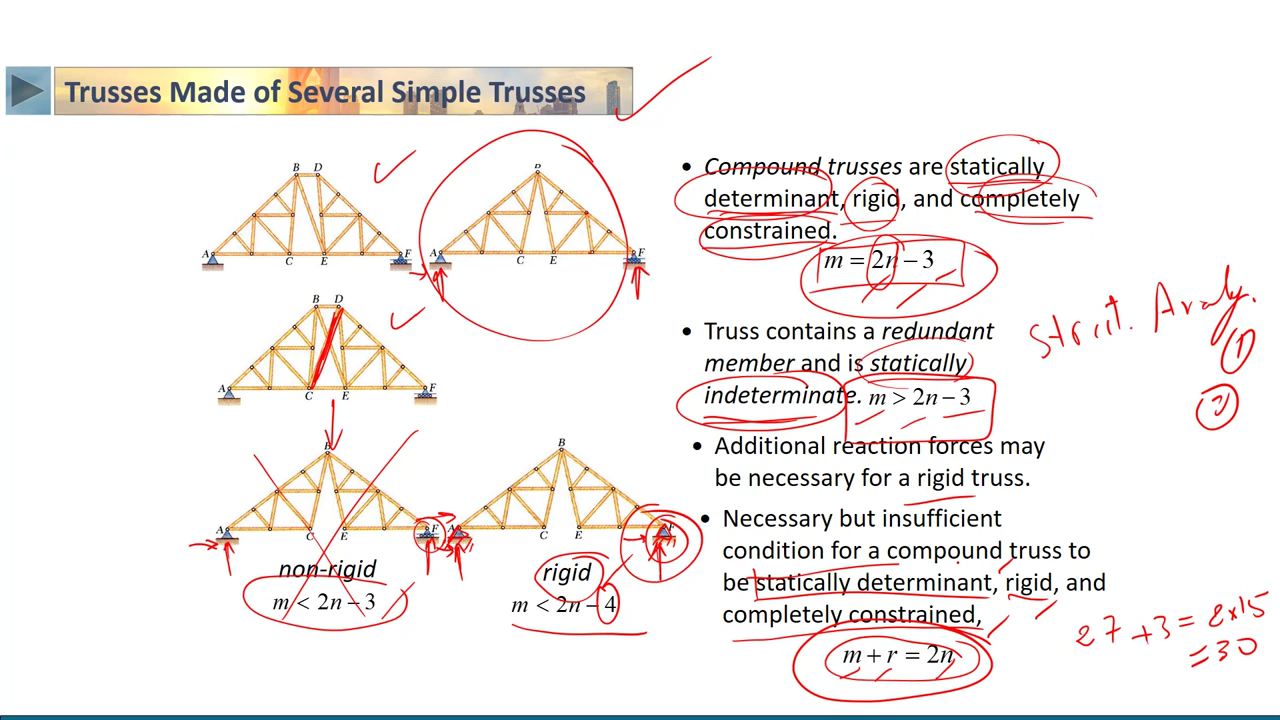 Trusses Made of Several Simple Trusses
B D
A C E F
B
A C E F
B D
A C E F
B
A C E F
B
A C E F
non-rigid
m < 2n − 3
rigid
m < 2n − 4
• Compound trusses are statically
determinant, rigid, and completely
constrained.
m = 2n − 3
• Truss contains a redundant
member and is statically
indeterminate. m > 2n − 3
• Additional reaction forces may
be necessary for a rigid truss.
• Necessary but insufficient
condition for a compound truss to
be statically determinant, rigid, and
completely constrained,
m + r = 2n
Struct. Analy.
1
2
27 + 3 = 2×15
= 30